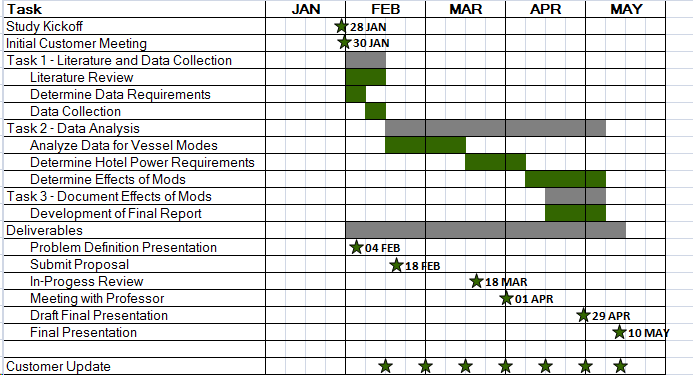 Task JAN FEB MAR APR MAY
Study Kickoff 28 JAN
Initial Customer Meeting 30 JAN
Task 1 - Literature and Data Collection
Literature Review
Determine Data Requirements
Data Collection
Task 2 - Data Analysis
Analyze Data for Vessel Modes
Determine Hotel Power Requirements
Determine Effects of Mods
Task 3 - Document Effects of Mods
Development of Final Report
Deliverables
Problem Definition Presentation 04 FEB
Submit Proposal 18 FEB
In-Progess Review 18 MAR
Meeting with Professor 01 APR
Draft Final Presentation 29 APR
Final Presentation 10 MAY
Customer Update